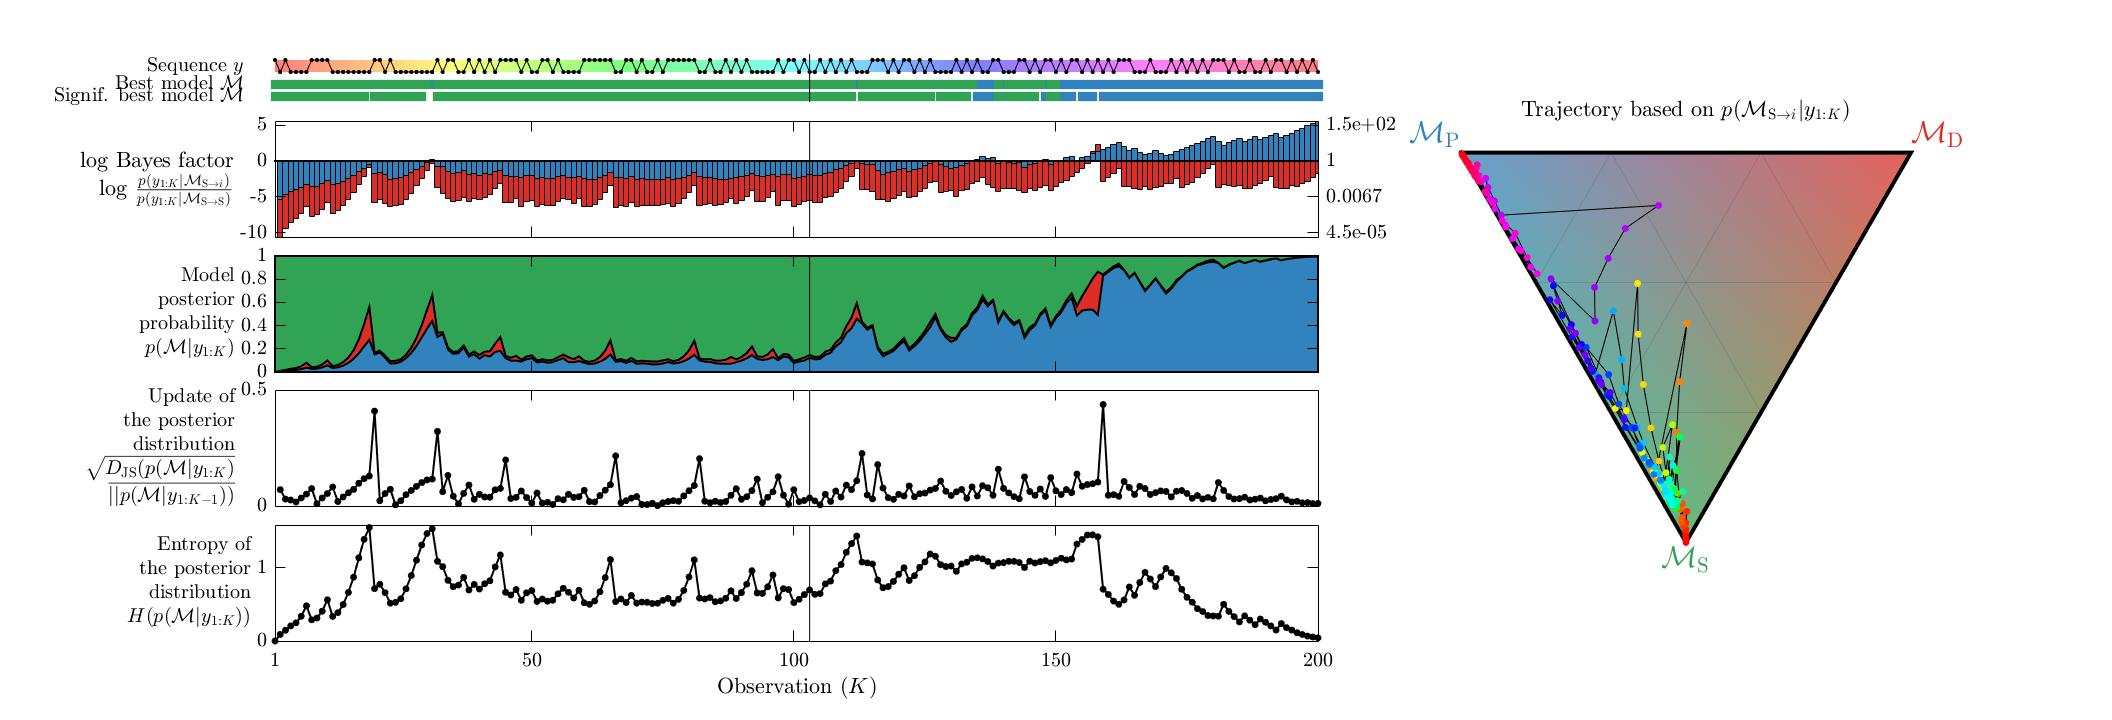 Sequence y
Best model ℳ
Signif. best model ℳ
5
0
-5
-10
log Bayes factor
log p(y₁:K|ℳS→i) / p(y₁:K|ℳS→S)
1.5e+02
1
0.0067
4.5e-05
1
0.8
0.6
0.4
0.2
0
Model
posterior
probability
p(ℳ|y₁:K)
0.5
0
Update of
the posterior
distribution
√DJS(p(ℳ|y₁:K)
||p(ℳ|y₁:K−1))
Entropy of
the posterior
distribution
H(p(ℳ|y₁:K))
1
0
1 50 100 150 200
Observation (K)
Trajectory based on p(ℳS→i|y₁:K)
ℳP
ℳD
ℳS